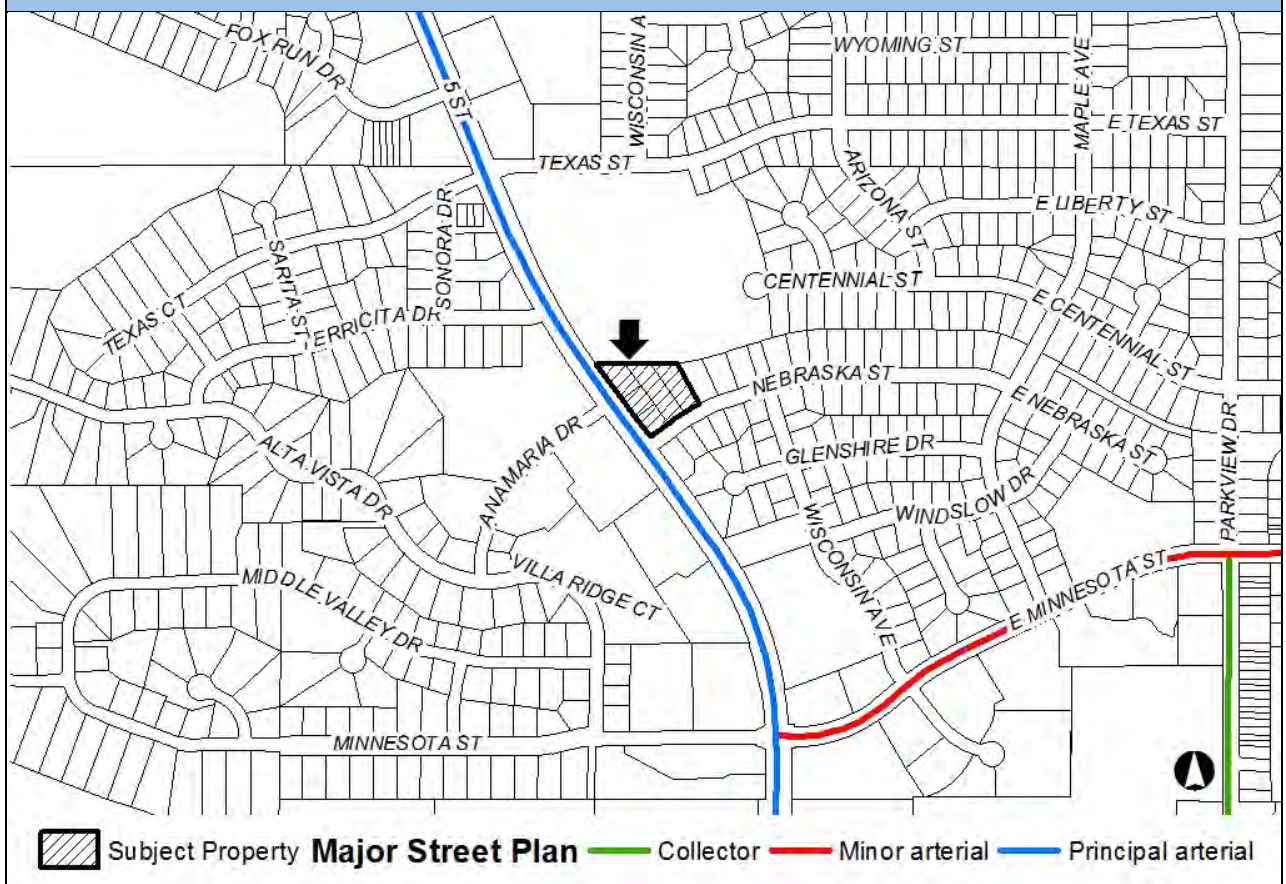 FOX RUN DR
5 ST
WISCONSIN A
WYOMING ST
MAPLE AVE
E TEXAS ST
TEXAS ST
ARIZONA ST
E LIBERTY ST
SONORA DR
SARITA ST
TEXAS CT
ERRICITA DR
CENTENNIAL ST
E CENTENNIAL ST
NEBRASKA ST
E NEBRASKA ST
ANAMARIA DR
ALTA VISTA DR
GLENSHIRE DR
WINDSLOW DR
PARKVIEW DR
WISCONSIN AVE
VILLA RIDGE CT
MIDDLE VALLEY DR
E MINNESOTA ST
MINNESOTA ST
Subject Property Major Street Plan Collector Minor arterial Principal arterial